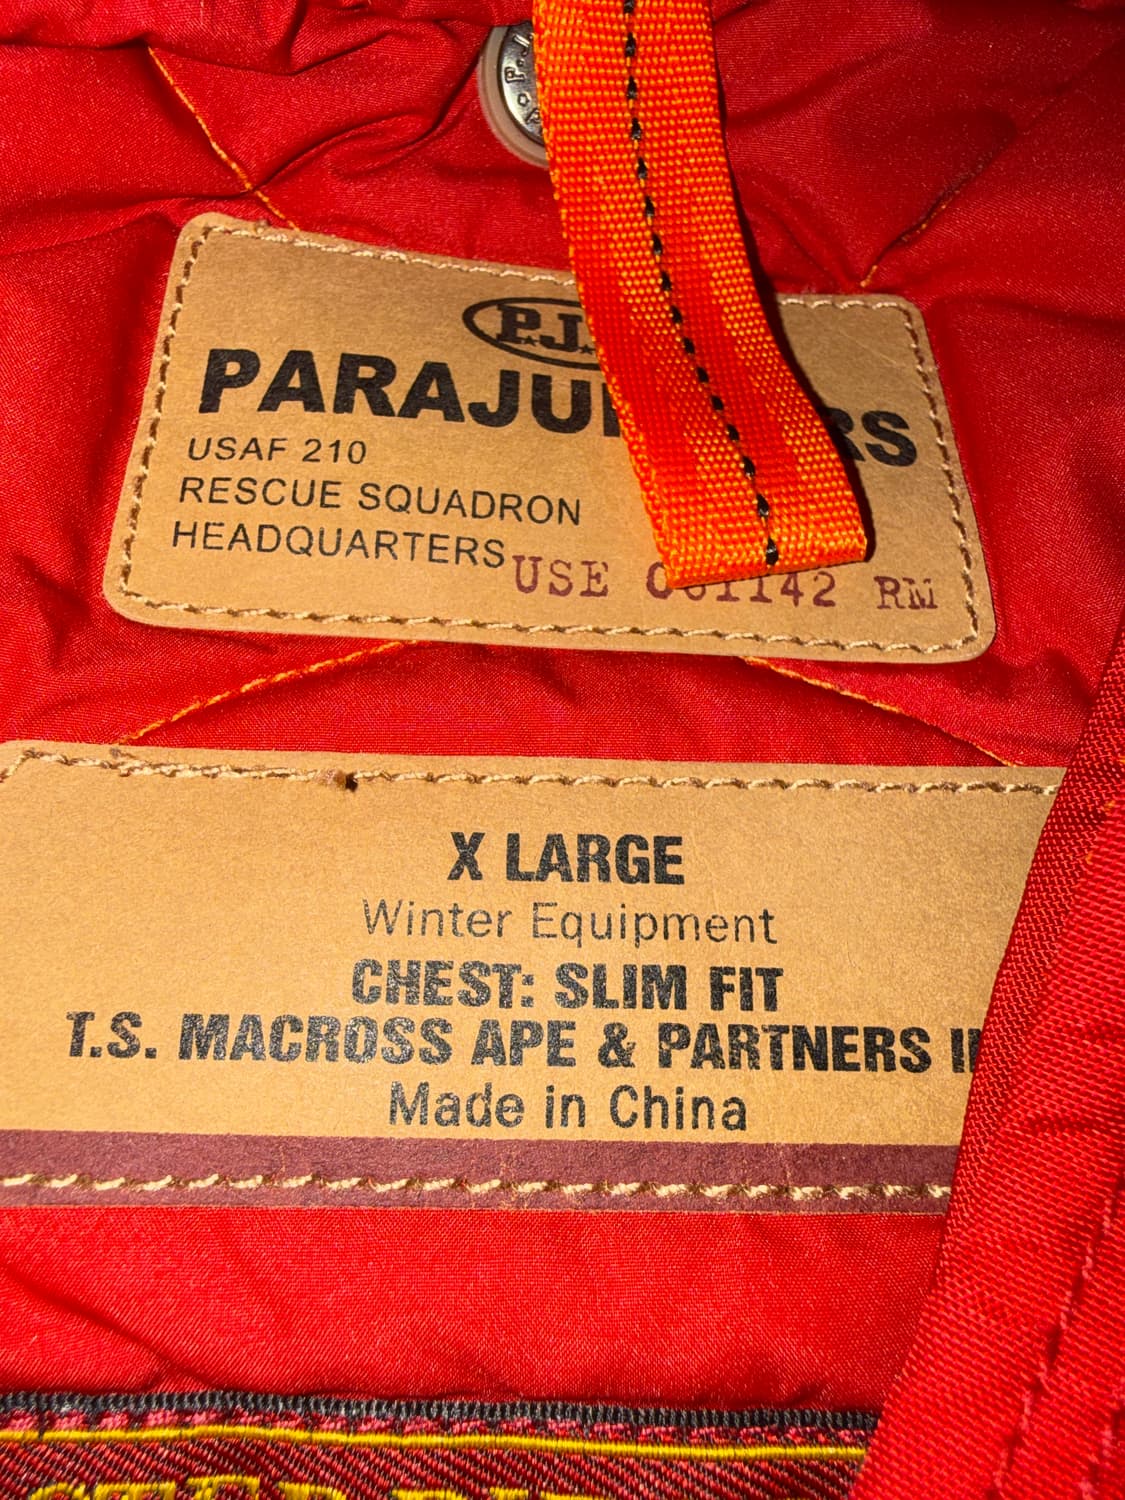 P.J.
P.J.
PARAJU RS
USAF 210
RESCUE SQUADRON
HEADQUARTERS
USE 001142 RM
X LARGE
Winter Equipment
CHEST: SLIM FIT
T.S. MACROSS APE & PARTNERS
Made in China